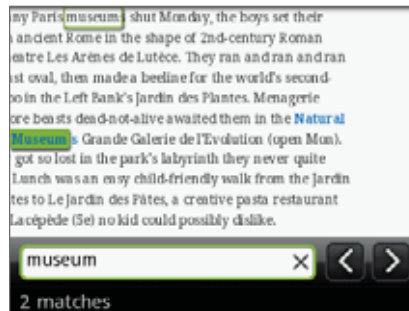 ny Paris museums shut Monday, the boys set their
ancient Rome in the shape of 2nd-century Roman
eatre Les Arènes de Lutèce. They ran and ran and ran
ast oval, then made a beeline for the world's second-
oo in the Left Bank's Jardin des Plantes. Menagerie
ore beasts dead-not-alive awaited them in the Natural
Museum's Grande Galerie de l'Evolution (open Mon).
got so lost in the park's labyrinth they never quite
Lunch was an easy child-friendly walk from the Jardin
tes to Le Jardin des Pâtes, a creative pasta restaurant
Lacépède (5e) no kid could possibly dislike.
museum
2 matches